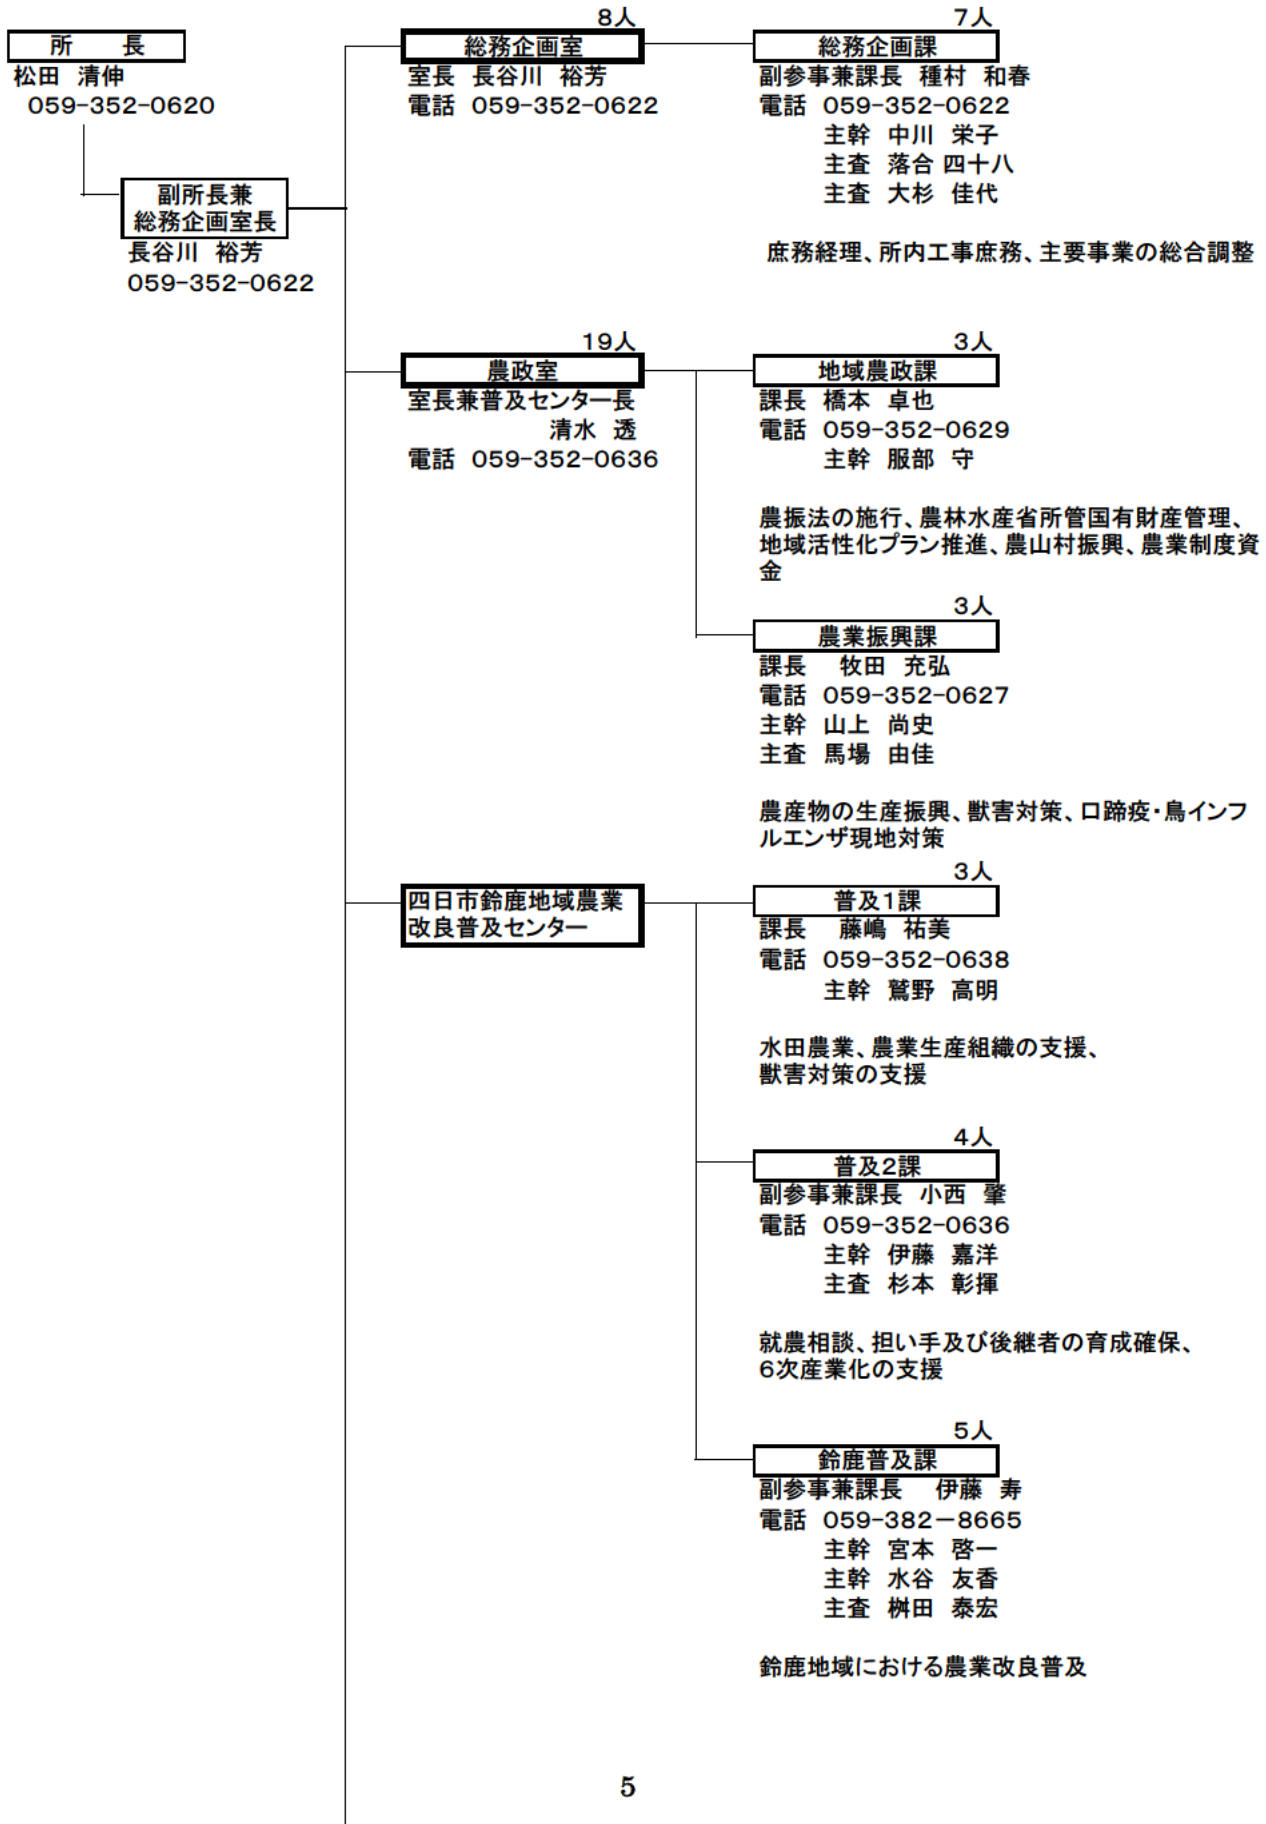 所　　長
松田　清伸
059-352-0620
副所長兼
総務企画室長
長谷川　裕芳
059-352-0622
8人
総務企画室
室長　長谷川　裕芳
電話　059-352-0622
7人
総務企画課
副参事兼課長　種村　和春
電話　059-352-0622
主幹　中川　栄子
主査　落合 四十八
主査　大杉　佳代
庶務経理、所内工事庶務、主要事業の総合調整
19人
農政室
室長兼普及センター長
清水　透
電話　059-352-0636
3人
地域農政課
課長　橋本　卓也
電話　059-352-0629
主幹　服部　守
農振法の施行、農林水産省所管国有財産管理、
地域活性化プラン推進、農山村振興、農業制度資
金
3人
農業振興課
課長　牧田　充弘
電話　059-352-0627
主幹　山上　尚史
主査　馬場　由佳
農産物の生産振興、獣害対策、口蹄疫・鳥インフ
ルエンザ現地対策
四日市鈴鹿地域農業
改良普及センター
3人
普及1課
課長　藤嶋　祐美
電話　059-352-0638
主幹　鷲野　高明
水田農業、農業生産組織の支援、
獣害対策の支援
4人
普及2課
副参事兼課長　小西　肇
電話　059-352-0636
主幹　伊藤　嘉洋
主査　杉本　彰揮
就農相談、担い手及び後継者の育成確保、
6次産業化の支援
5人
鈴鹿普及課
副参事兼課長　伊藤　寿
電話　059-382－8665
主幹　宮本　啓一
主幹　水谷　友香
主査　桝田　泰宏
鈴鹿地域における農業改良普及
5